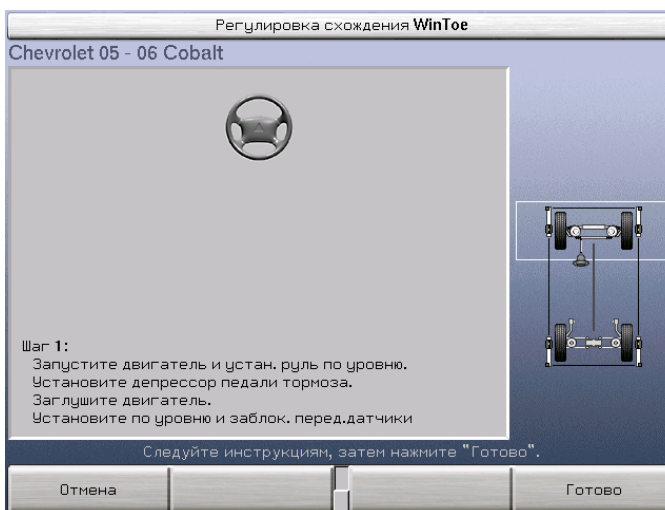 Регулировка схождения WinToe
Chevrolet 05 - 06 Cobalt
Шаг 1:
Запустите двигатель и устан. руль по уровню.
Установите депрессор педали тормоза.
Заглушите двигатель.
Установите по уровню и заблок. перед.датчики
Следуйте инструкциям, затем нажмите "Готово".
Отмена
Готово